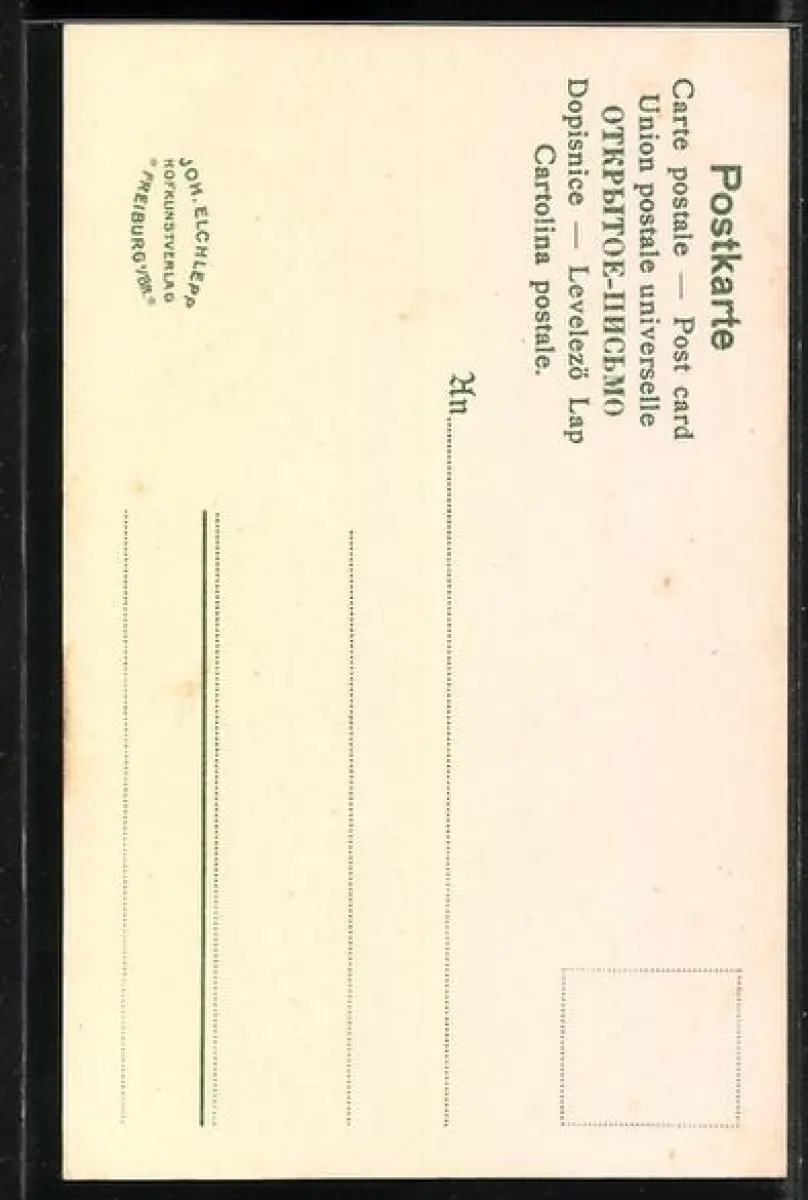 Postkarte
Carte postale — Post card
Union postale universelle
ОТКРЫТОЕ-ПИСЬМО
Dopisnice — Levelező Lap
Cartolina postale.
An
JOH. ELCHLEPP
HOFKUNSTVERLAG
FREIBURG i/BR.